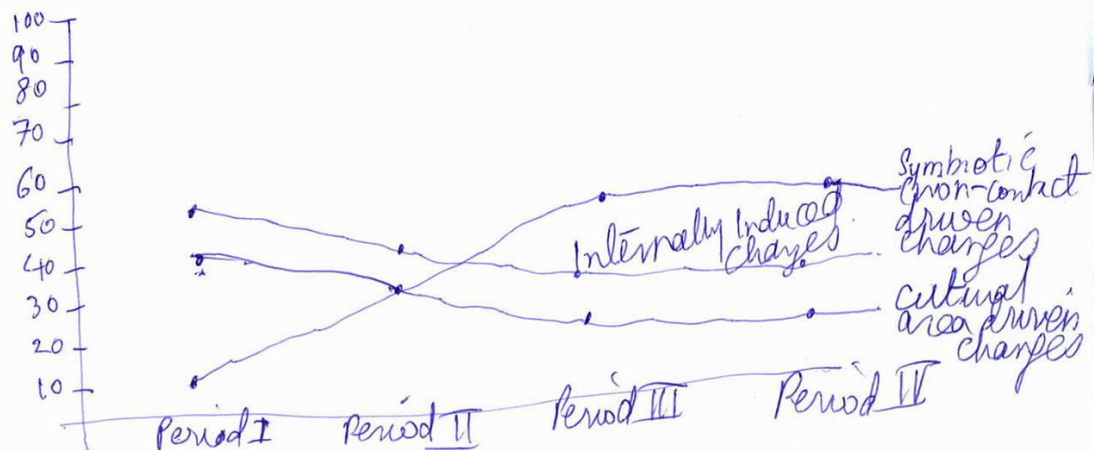 100
90
80
70
60
50
40
30
20
10
Symbiotic
(non-contact
driven
changes
Internally Induced
changes
cultural
area driven
changes
Period I
Period II
Period III
Period IV